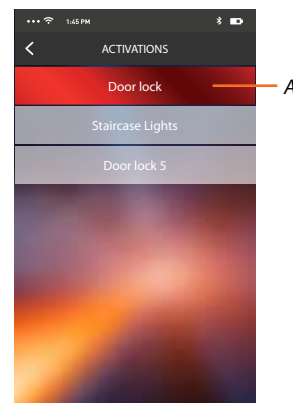 1:45 PM
ACTIVATIONS
Door lock
A
Staircase Lights
Door lock 5